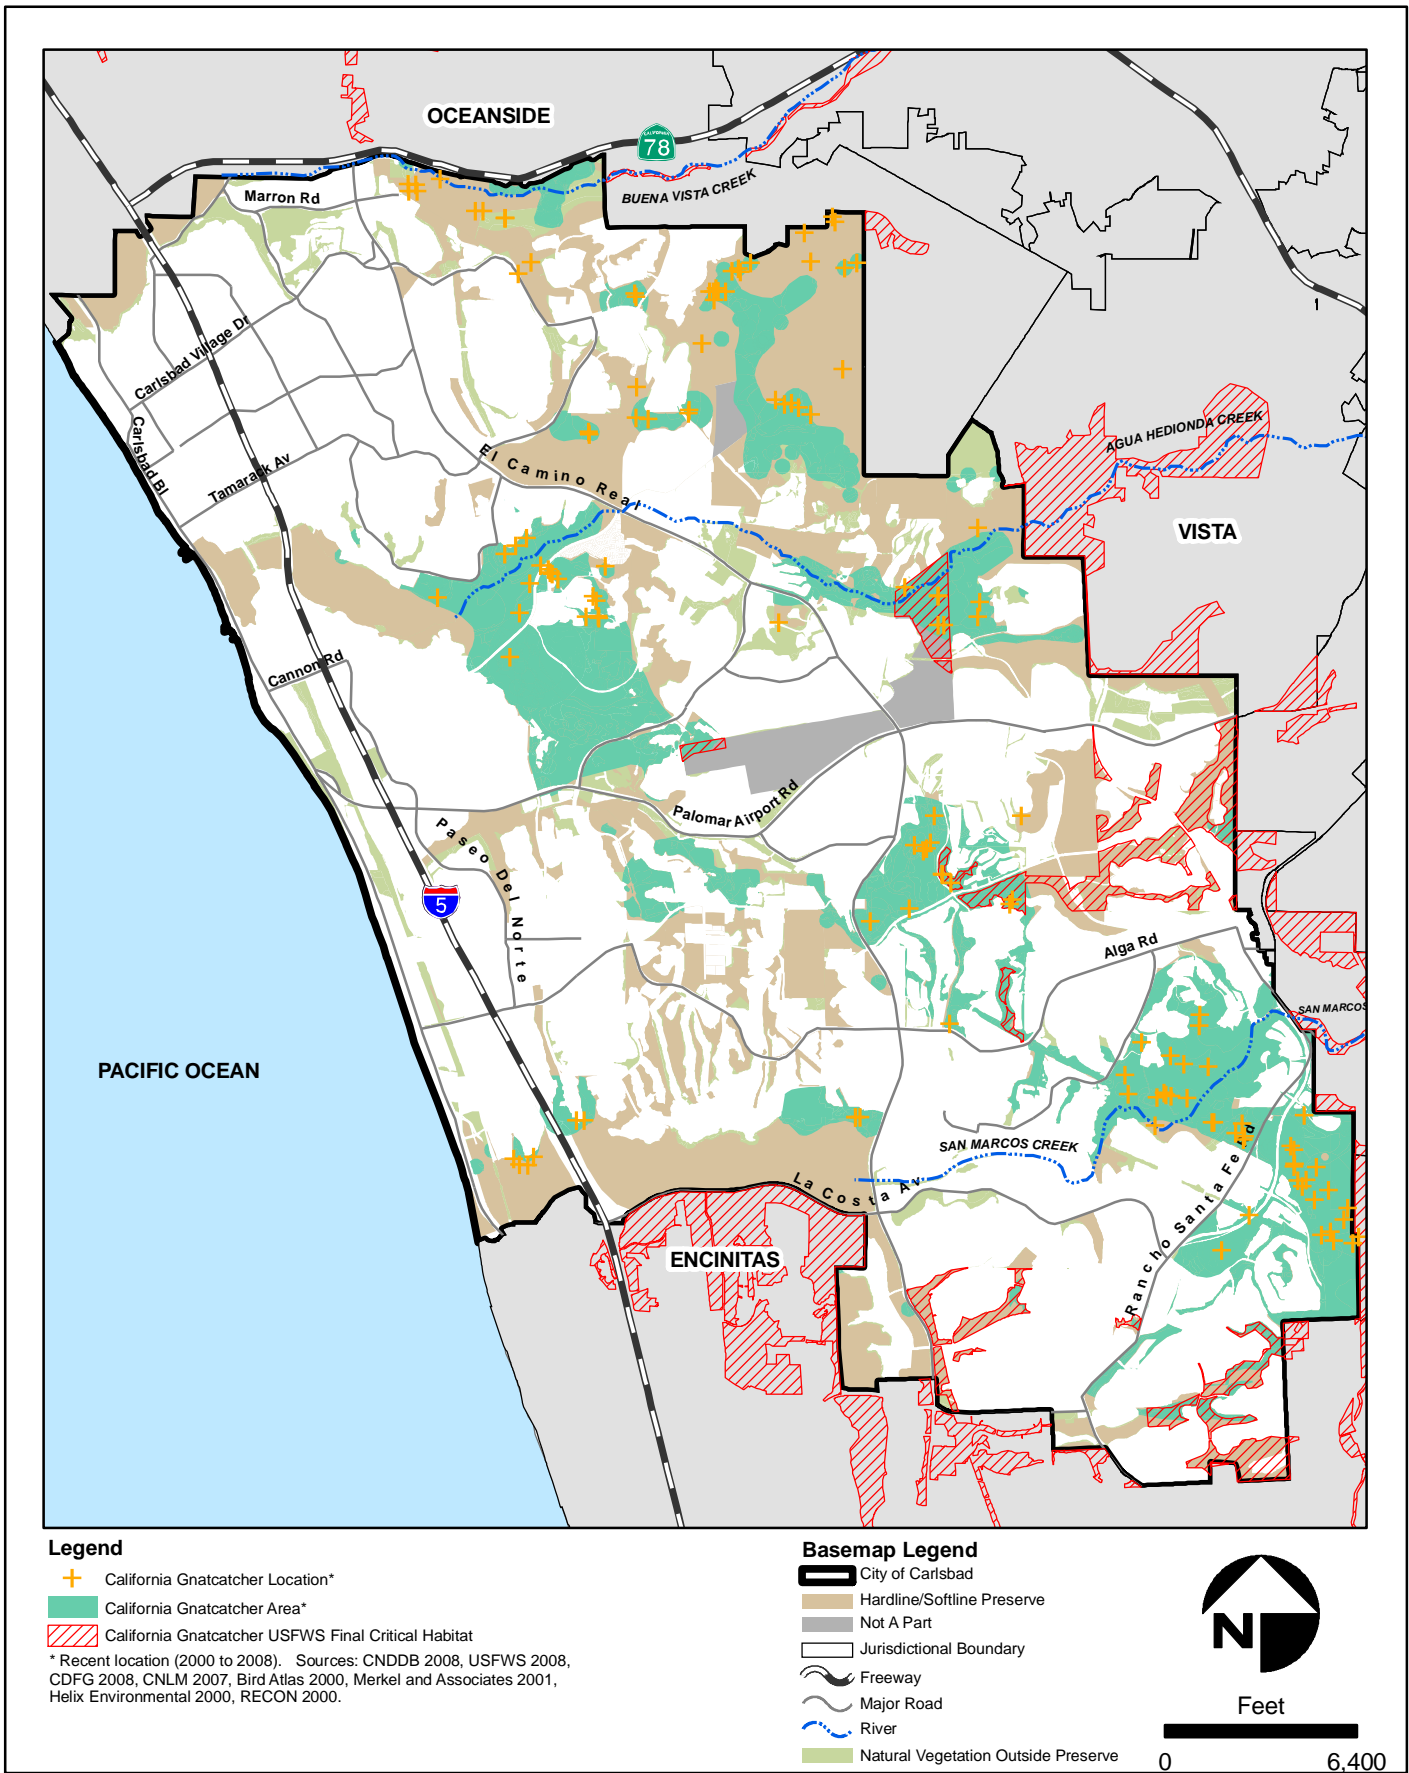 OCEANSIDE
CALIFORNIA
78
BUENA VISTA CREEK
Marron Rd
Carlsbad Village Dr
Carlsbad Bl
Tamarack Av
El Camino Real
AGUA HEDIONDA CREEK
VISTA
Cannon Rd
Palomar Airport Rd
Paseo Del Norte
5
Alga Rd
SAN MARCOS
PACIFIC OCEAN
SAN MARCOS CREEK
La Costa Av
Rancho Santa Fe Rd
ENCINITAS
Legend
California Gnatcatcher Location*
California Gnatcatcher Area*
California Gnatcatcher USFWS Final Critical Habitat
* Recent location (2000 to 2008). Sources: CNDDB 2008, USFWS 2008,
CDFG 2008, CNLM 2007, Bird Atlas 2000, Merkel and Associates 2001,
Helix Environmental 2000, RECON 2000.
Basemap Legend
City of Carlsbad
Hardline/Softline Preserve
Not A Part
Jurisdictional Boundary
Freeway
Major Road
River
Natural Vegetation Outside Preserve
N
Feet
0 6,400